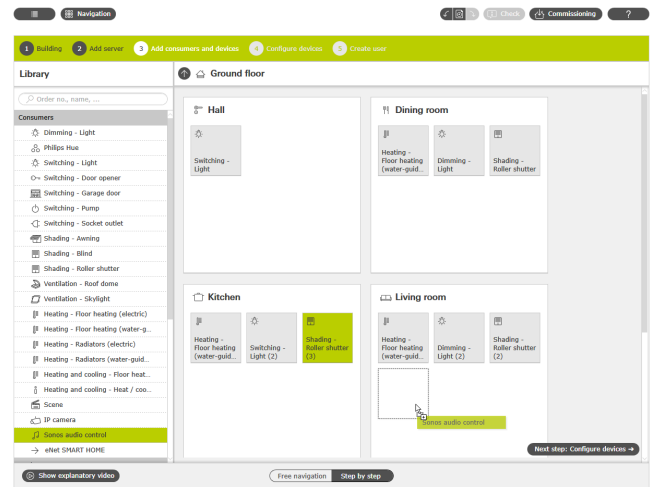 Navigation
Check
Commissioning
?
1 Building
2 Add server
3 Add consumers and devices
4 Configure devices
5 Create user
Library
Ground floor
Order no., name, ...
Consumers
Dimming - Light
Philips Hue
Switching - Light
Switching - Door opener
Switching - Garage door
Switching - Pump
Switching - Socket outlet
Shading - Awning
Shading - Blind
Shading - Roller shutter
Ventilation - Roof dome
Ventilation - Skylight
Heating - Floor heating (electric)
Heating - Floor heating (water-g...
Heating - Radiators (electric)
Heating - Radiators (water-guid...
Heating and cooling - Floor heat...
Heating and cooling - Heat / coo...
Scene
IP camera
Sonos audio control
eNet SMART HOME
Hall
Switching -
Light
Dining room
Heating -
Floor heating
(water-guid...
Dimming -
Light
Shading -
Roller shutter
Kitchen
Heating -
Floor heating
(water-guid...
Switching -
Light (2)
Shading -
Roller shutter
(3)
Living room
Heating -
Floor heating
(water-guid...
Dimming -
Light (2)
Shading -
Roller shutter
(2)
Sonos audio control
Next step: Configure devices →
Show explanatory video
Free navigation
Step by step